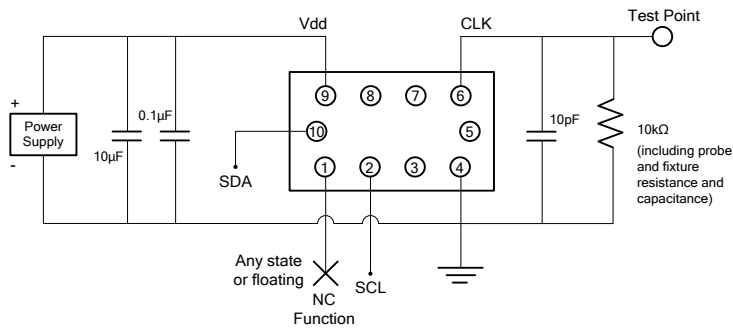 Vdd
CLK
Test Point
+
Power
Supply
-
10µF
0.1µF
9
8
7
6
10
5
1
2
3
4
SDA
10pF
10kΩ
(including probe
and fixture
resistance and
capacitance)
Any state
or floating
NC
Function
SCL